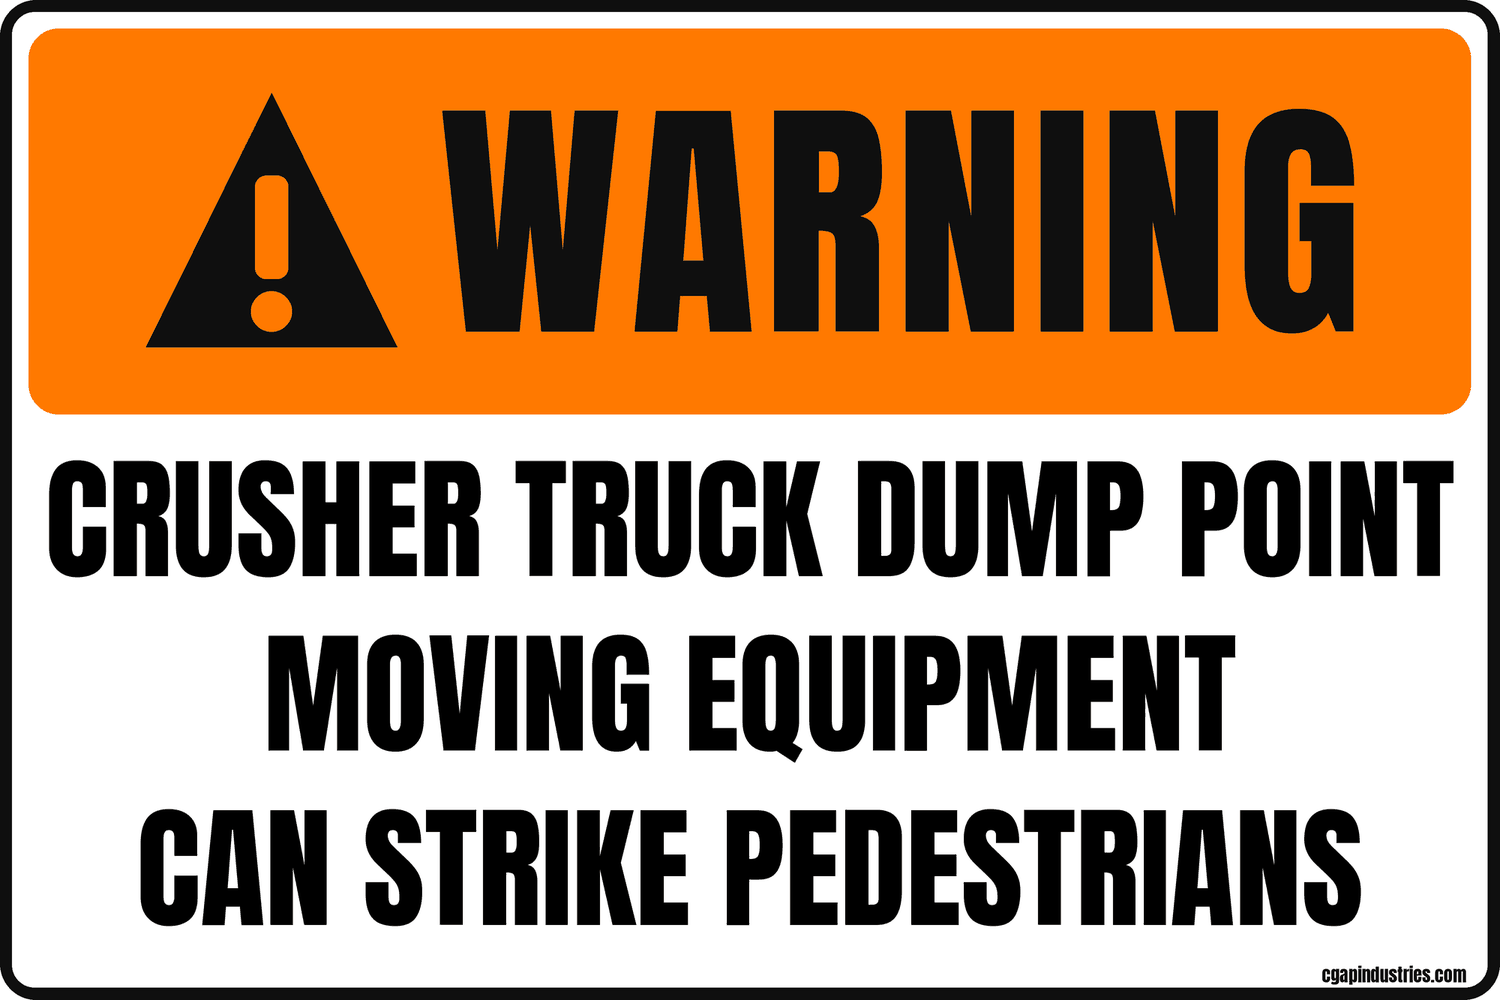 WARNING
CRUSHER TRUCK DUMP POINT
MOVING EQUIPMENT
CAN STRIKE PEDESTRIANS
cgapindustries.com